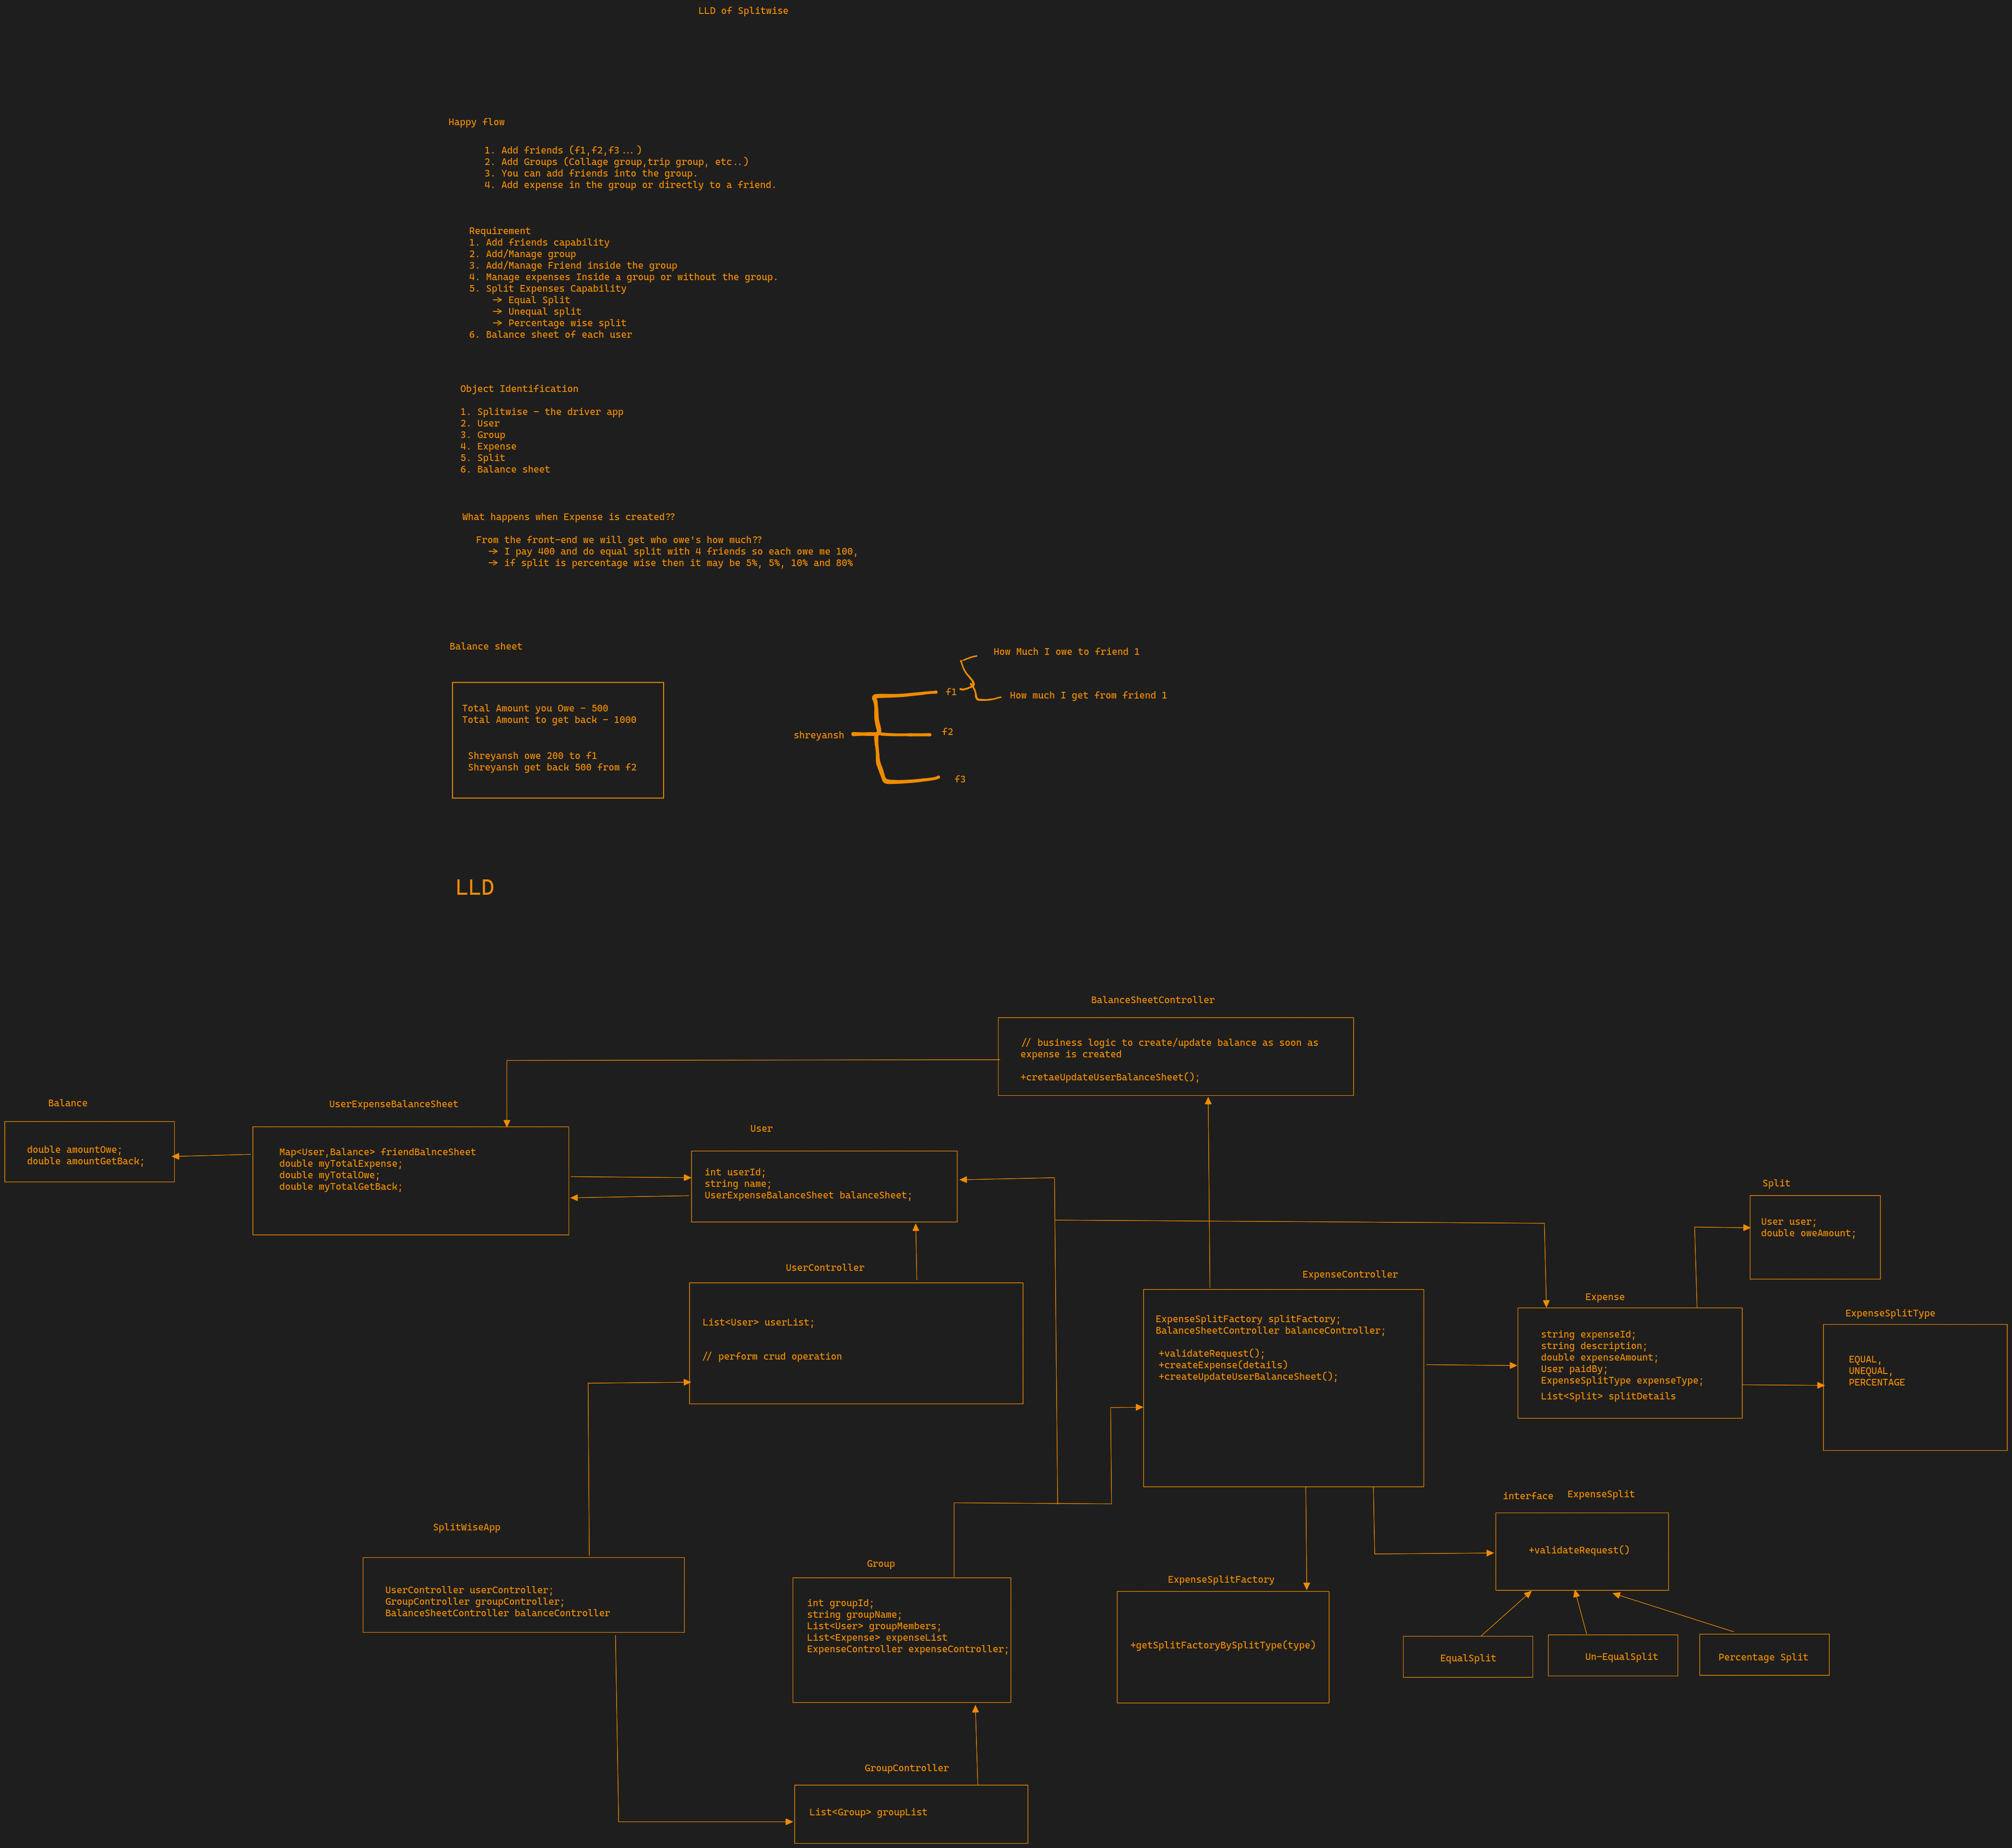 LLD of Splitwise
Happy flow
1. Add friends (f1,f2,f3...)
2. Add Groups (Collage group,trip group, etc..)
3. You can add friends into the group.
4. Add expense in the group or directly to a friend.
Requirement
1. Add friends capability
2. Add/Manage group
3. Add/Manage Friend inside the group
4. Manage expenses Inside a group or without the group.
5. Split Expenses Capability
-> Equal Split
-> Unequal split
-> Percentage wise split
6. Balance sheet of each user
Object Identification
1. Splitwise - the driver app
2. User
3. Group
4. Expense
5. Split
6. Balance sheet
What happens when Expense is created??
From the front-end we will get who owe's how much??
-> I pay 400 and do equal split with 4 friends so each owe me 100,
-> if split is percentage wise then it may be 5%, 5%, 10% and 80%
Balance sheet
Total Amount you Owe - 500
Total Amount to get back - 1000
Shreyansh owe 200 to f1
Shreyansh get back 500 from f2
shreyansh
f1
f2
f3
How Much I owe to friend 1
How much I get from friend 1
LLD
BalanceSheetController
// business logic to create/update balance as soon as
expense is created
+cretaeUpdateUserBalanceSheet();
Balance
double amountOwe;
double amountGetBack;
UserExpenseBalanceSheet
Map<User,Balance> friendBalnceSheet
double myTotalExpense;
double myTotalOwe;
double myTotalGetBack;
User
int userId;
string name;
UserExpenseBalanceSheet balanceSheet;
UserController
List<User> userList;
// perform crud operation
ExpenseController
ExpenseSplitFactory splitFactory;
BalanceSheetController balanceController;
+validateRequest();
+createExpense(details)
+createUpdateUserBalanceSheet();
Expense
string expenseId;
string description;
double expenseAmount;
User paidBy;
ExpenseSplitType expenseType;
List<Split> splitDetails
Split
User user;
double oweAmount;
ExpenseSplitType
EQUAL,
UNEQUAL,
PERCENTAGE
interface ExpenseSplit
+validateRequest()
EqualSplit
Un-EqualSplit
Percentage Split
ExpenseSplitFactory
+getSplitFactoryBySplitType(type)
SplitWiseApp
UserController userController;
GroupController groupController;
BalanceSheetController balanceController
Group
int groupId;
string groupName;
List<User> groupMembers;
List<Expense> expenseList
ExpenseController expenseController;
GroupController
List<Group> groupList